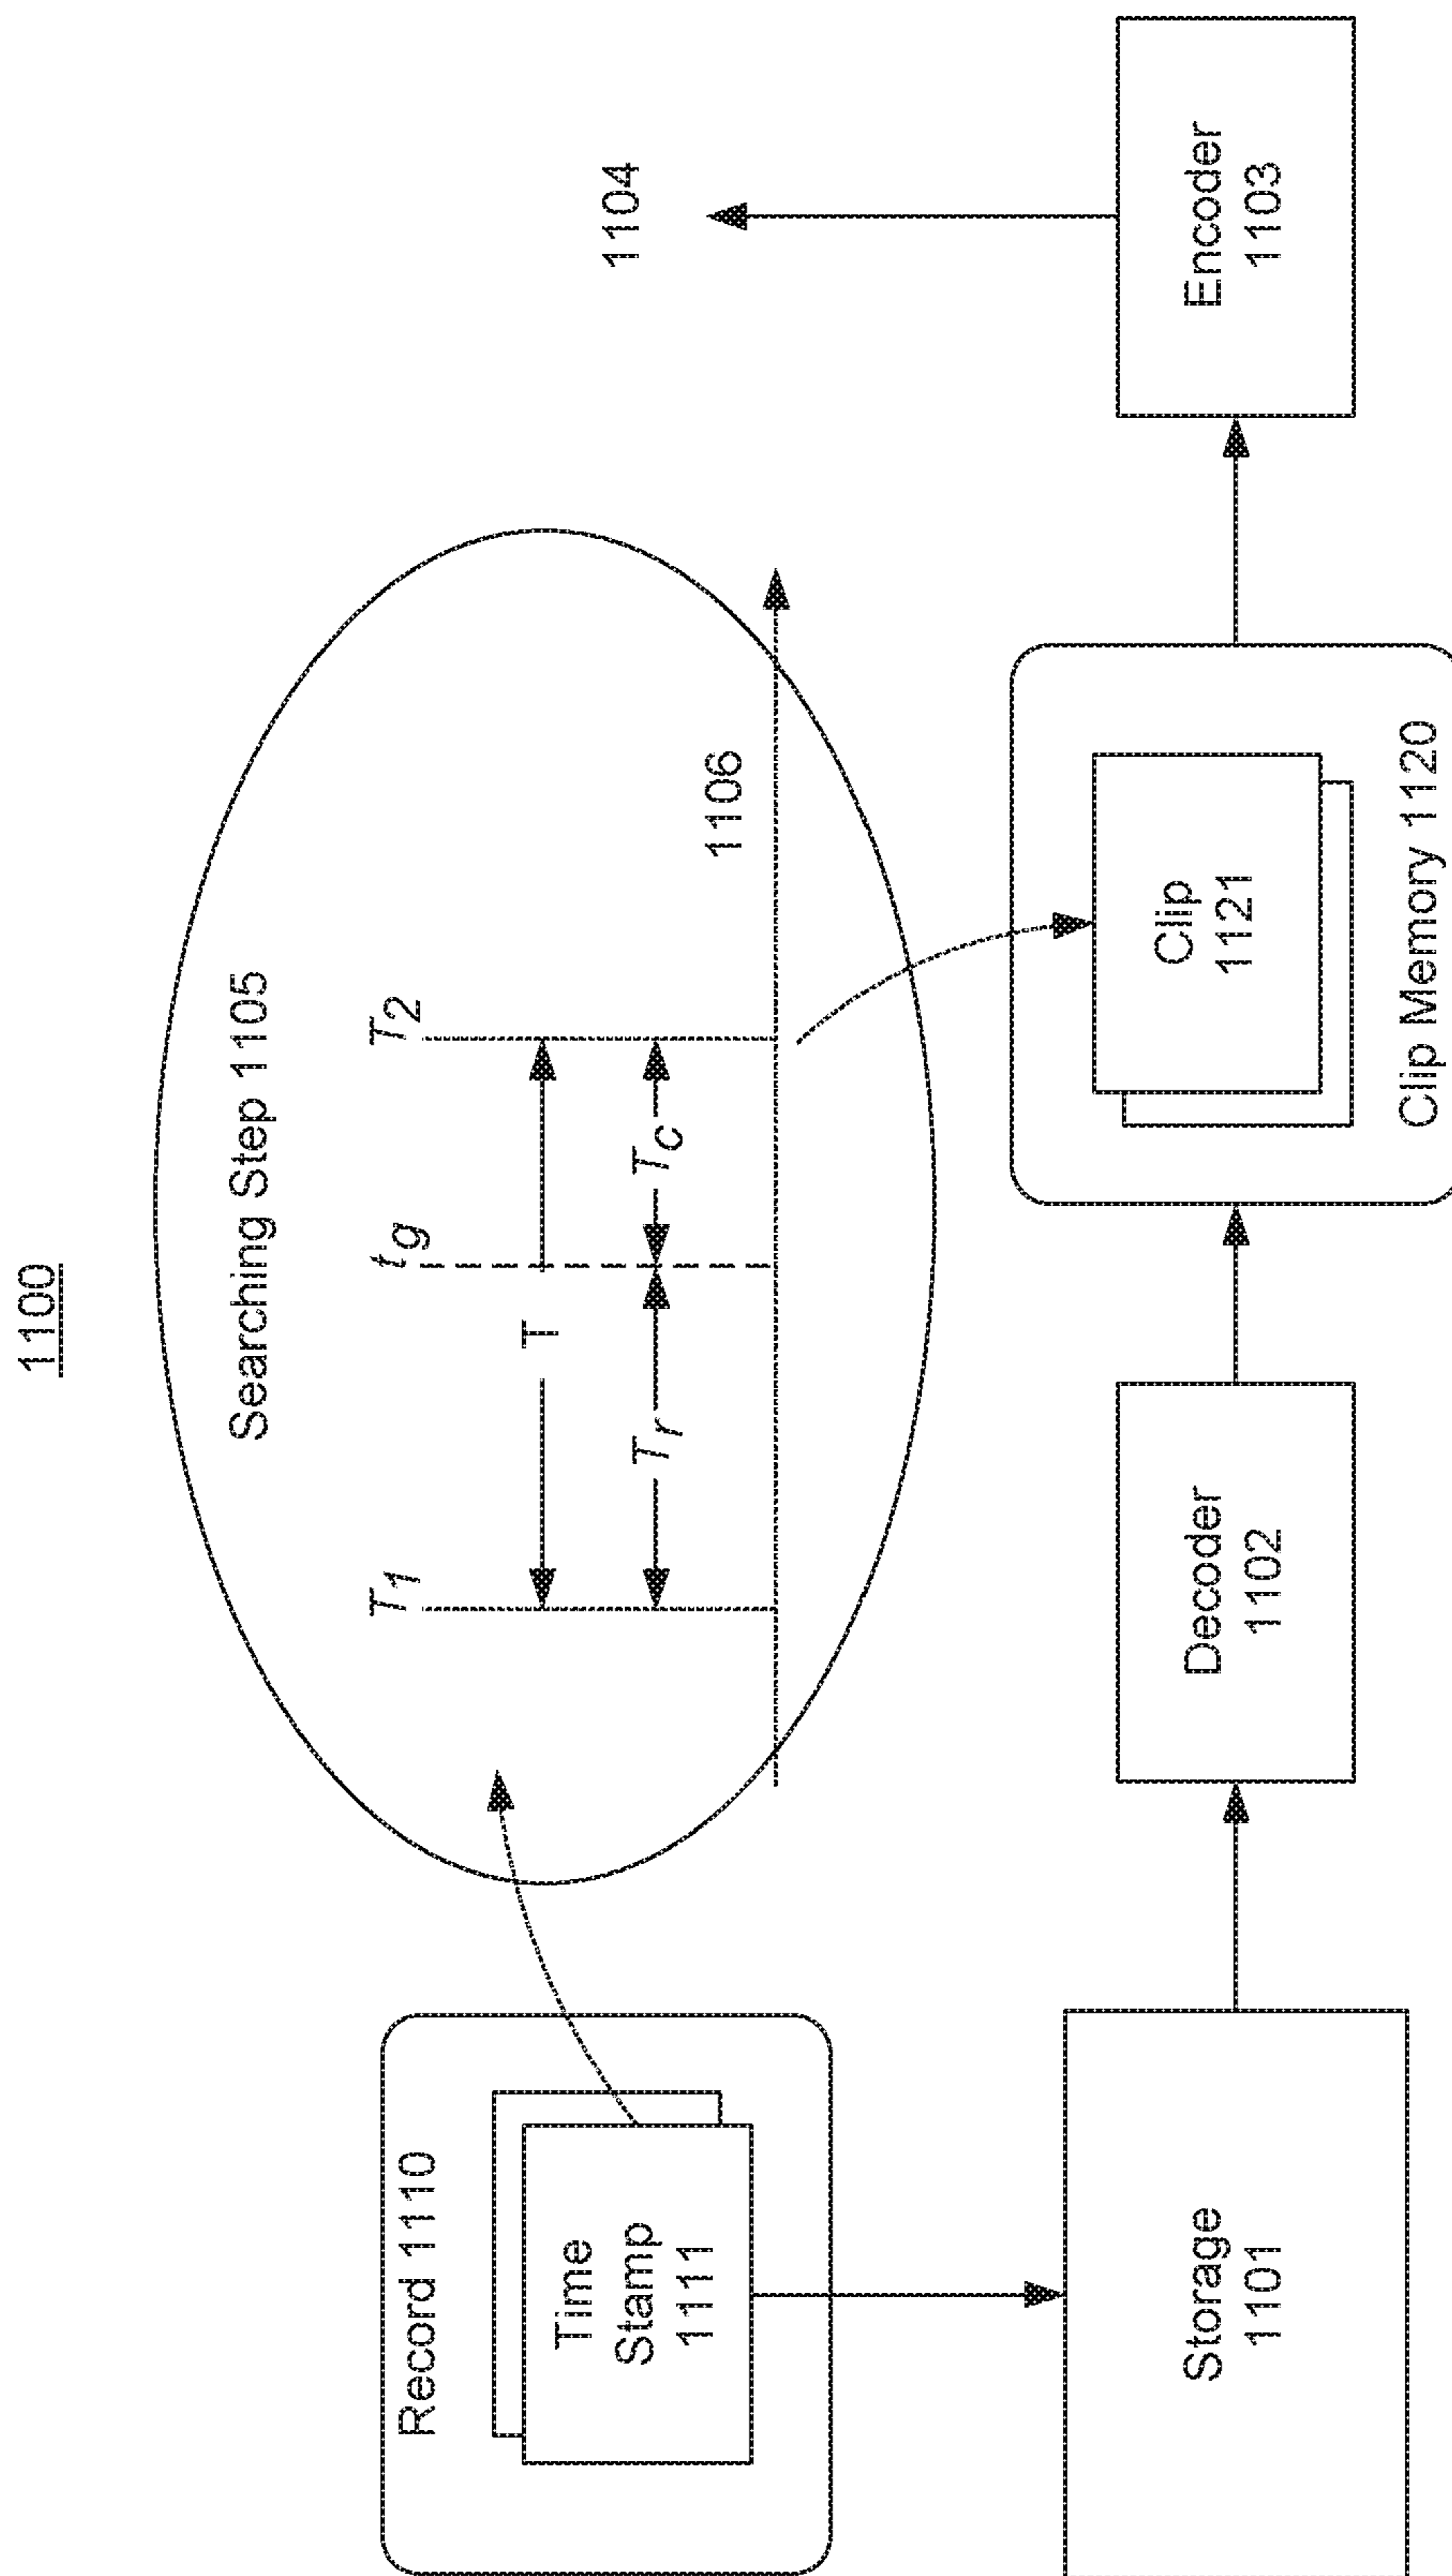 1100
Searching Step 1105
T1
tg
T2
T
Tr
Tc
1106
1104
Record 1110
Time
Stamp
1111
Storage
1101
Decoder
1102
Clip
1121
Clip Memory 1120
Encoder
1103